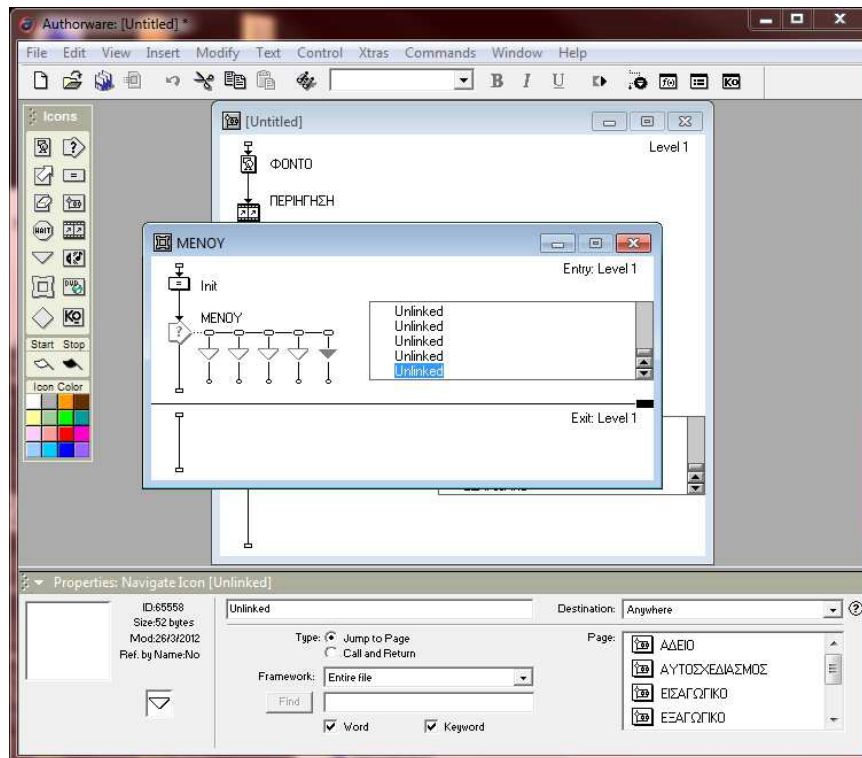 Authorware: [Untitled] *
File Edit View Insert Modify Text Control Xtras Commands Window Help
B I U
Icons
[Untitled]
Level 1
ΦΟΝΤΟ
ΠΕΡΙΗΓΗΣΗ
WAIT
DVD
KO
Start Stop
Icon Color
ΜΕΝΟΥ
Entry: Level 1
Init
ΜΕΝΟΥ
Unlinked
Unlinked
Unlinked
Unlinked
Unlinked
Exit: Level 1
Properties: Navigate Icon [Unlinked]
ID:65558
Size:52 bytes
Mod:26/3/2012
Ref. by Name:No
Unlinked
Type: Jump to Page
Call and Return
Framework: Entire file
Find
Word Keyword
Destination: Anywhere
Page: ΑΔΕΙΟ
ΑΥΤΟΣΧΕΔΙΑΣΜΟΣ
ΕΙΣΑΓΩΓΙΚΟ
ΕΞΑΓΩΓΙΚΟ